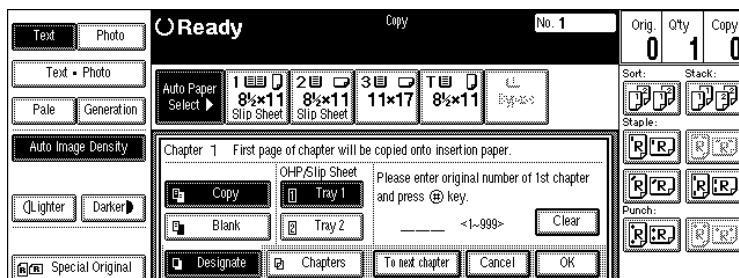 Text Photo
Text • Photo
Pale Generation
Auto Image Density
Lighter Darker
Special Original
Ready
Copy
No. 1
Orig. Q'ty Copy
0 1 0
Auto Paper Select
1 8½×11 Slip Sheet
2 8½×11 Slip Sheet
3 11×17
T 8½×11
Bypass
Sort: Stack:
Staple:
Punch:
Chapter 1 First page of chapter will be copied onto insertion paper.
OHP/Slip Sheet
Copy
Blank
1 Tray 1
2 Tray 2
Please enter original number of 1st chapter
and press # key.
<1~999>
Clear
Designate Chapters To next chapter Cancel OK